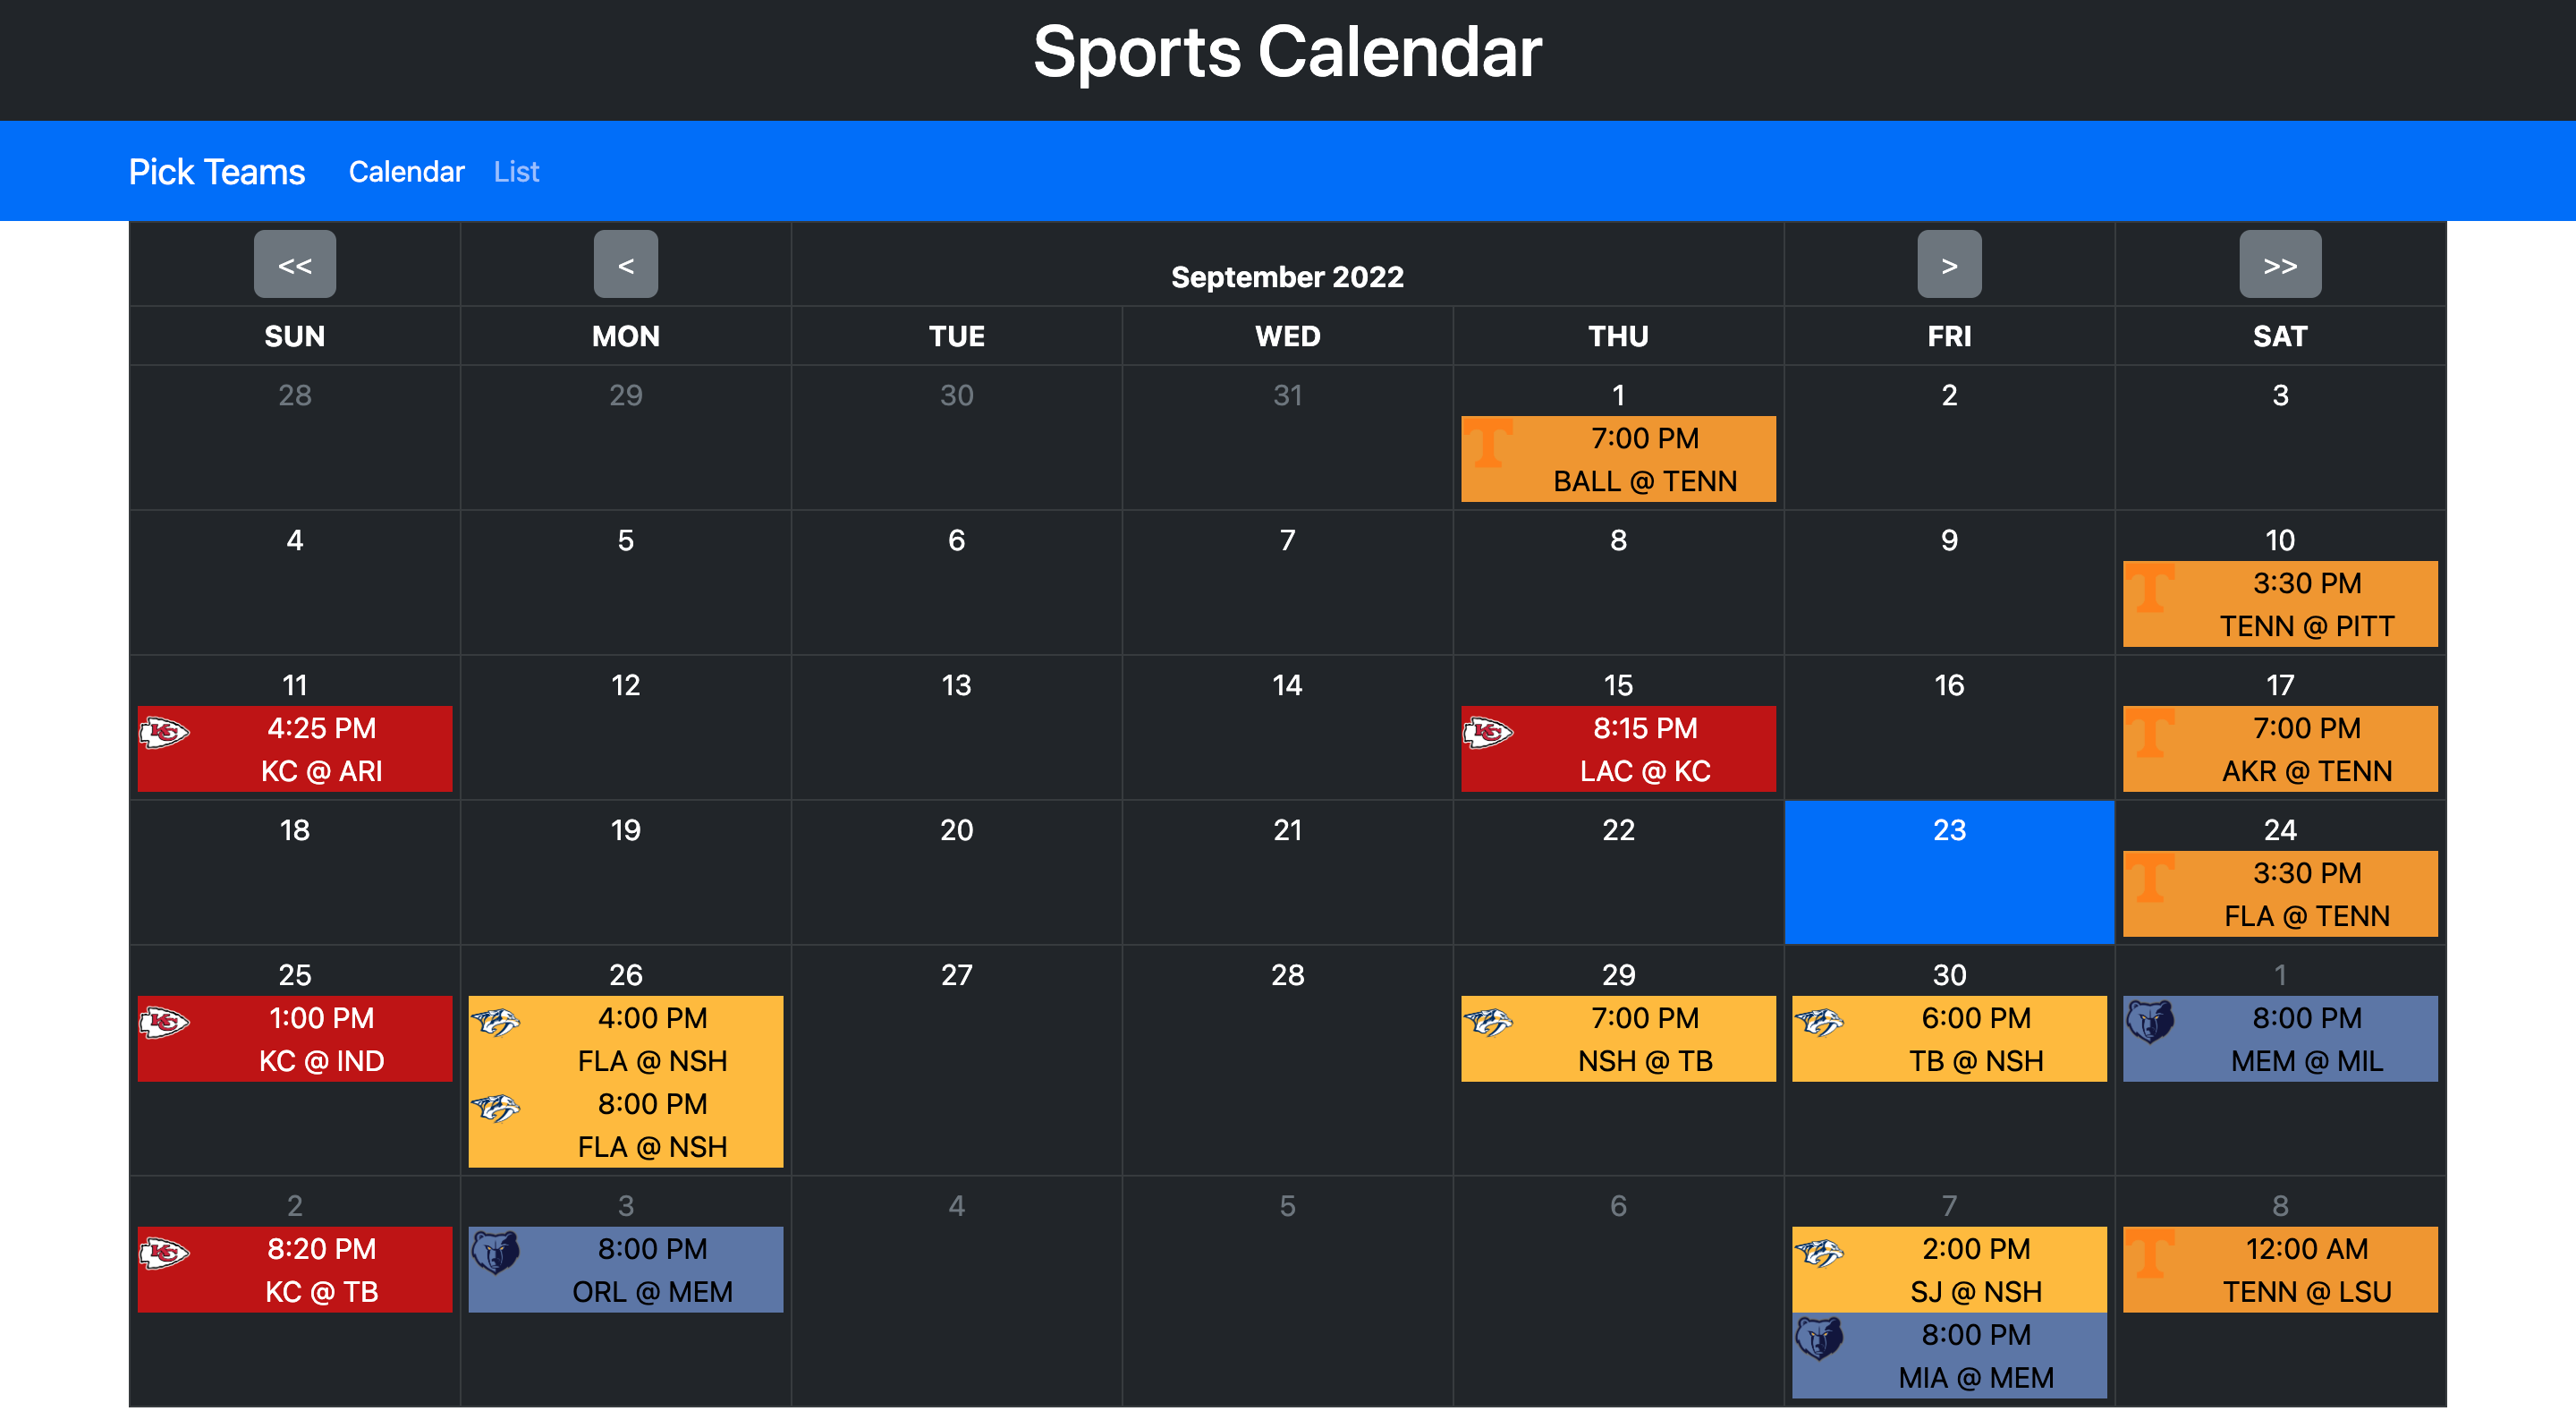 Sports Calendar
Pick Teams Calendar List
<< < September 2022 > >>
SUN MON TUE WED THU FRI SAT
28 29 30 31 1 2 3
7:00 PM
BALL @ TENN
4 5 6 7 8 9 10
3:30 PM
TENN @ PITT
11 12 13 14 15 16 17
4:25 PM 8:15 PM 7:00 PM
KC @ ARI LAC @ KC AKR @ TENN
18 19 20 21 22 23 24
3:30 PM
FLA @ TENN
25 26 27 28 29 30 1
1:00 PM 4:00 PM 7:00 PM 6:00 PM 8:00 PM
KC @ IND FLA @ NSH NSH @ TB TB @ NSH MEM @ MIL
8:00 PM
FLA @ NSH
2 3 4 5 6 7 8
8:20 PM 8:00 PM 2:00 PM 12:00 AM
KC @ TB ORL @ MEM SJ @ NSH TENN @ LSU
8:00 PM
MIA @ MEM